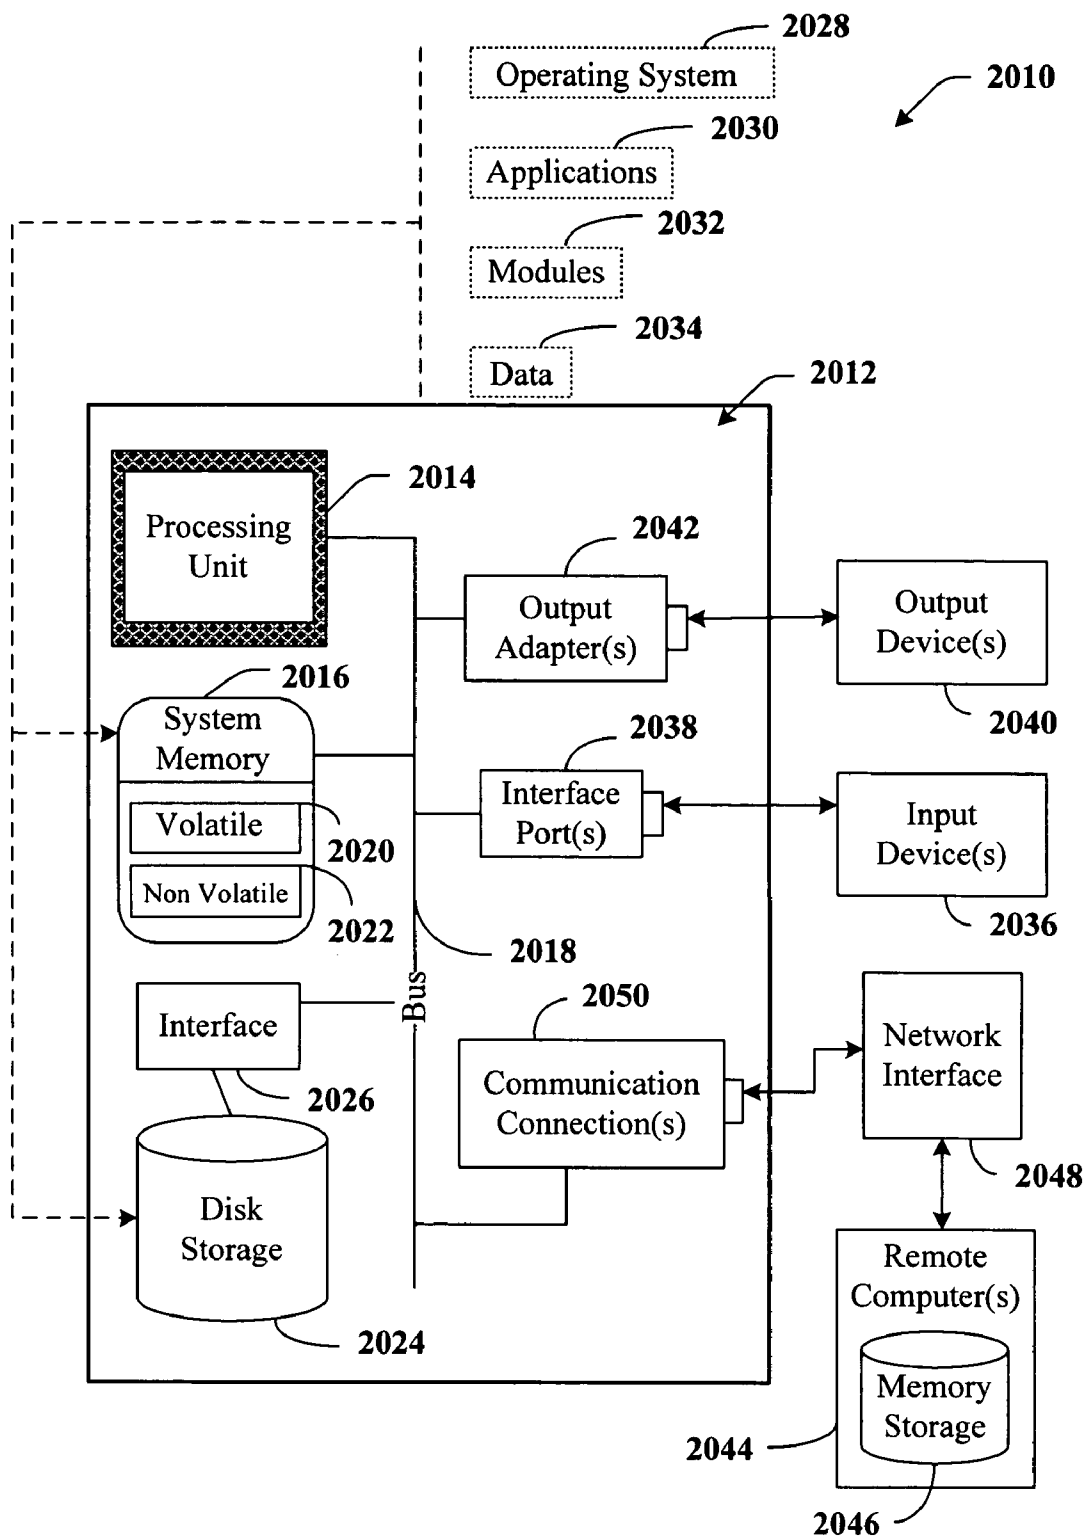 2028
Operating System
2010
2030
Applications
2032
Modules
2034
Data
2012
2014
Processing
Unit
2042
Output
Adapter(s)
Output
Device(s)
2040
2016
System
Memory
Volatile
2020
Non Volatile
2022
2038
Interface
Port(s)
Input
Device(s)
2036
2018
Bus
Interface
2026
2050
Communication
Connection(s)
Network
Interface
2048
Disk
Storage
2024
Remote
Computer(s)
Memory
Storage
2044
2046